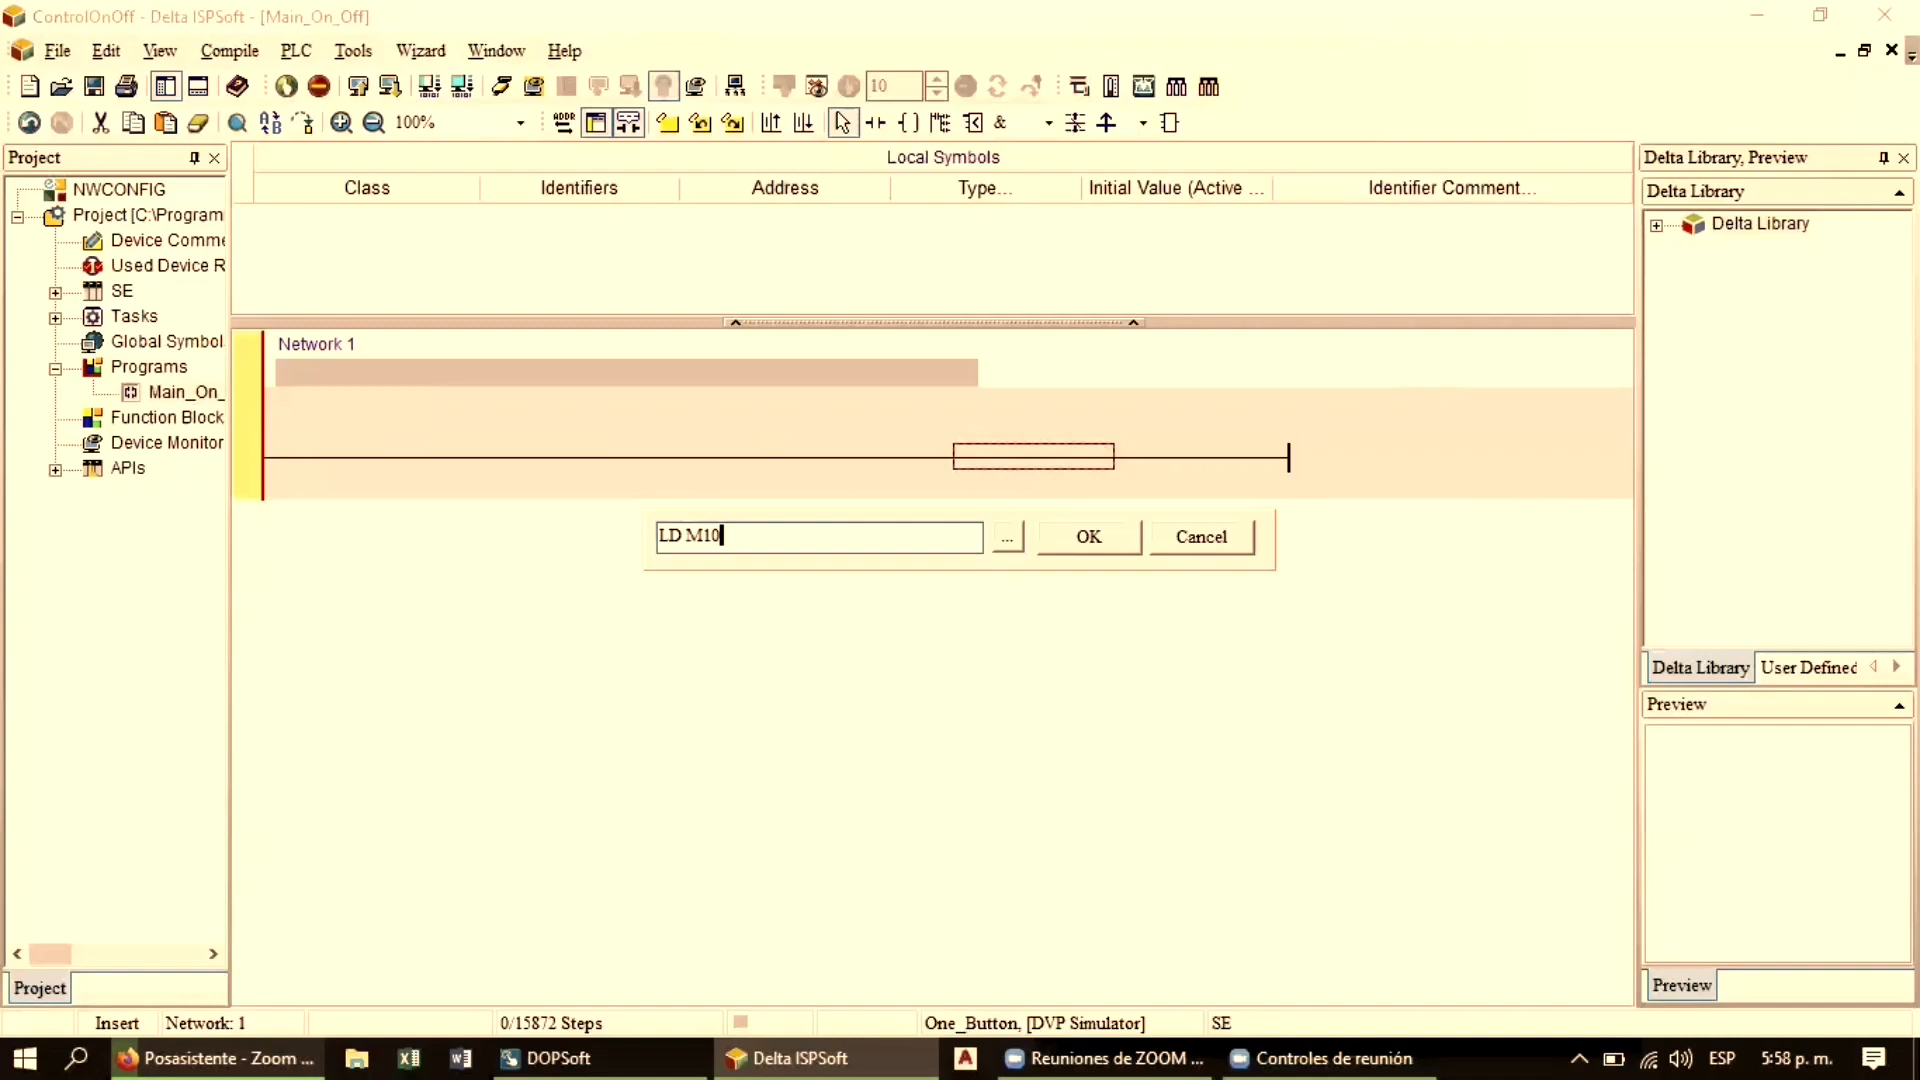 ControlOnOff - Delta ISPSoft - [Main_On_Off]
File Edit View Compile PLC Tools Wizard Window Help
10
100%
ADDR
&
Project
NWCONFIG
Project [C:\Program
Device Comme
Used Device R
SE
Tasks
Global Symbol
Programs
Main_On_
Function Block
Device Monitor
APIs
Project
Local Symbols
Class Identifiers Address Type... Initial Value (Active ... Identifier Comment...
Network 1
LD M10
... OK Cancel
Delta Library, Preview
Delta Library
Delta Library
Delta Library User Defined
Preview
Preview
Insert Network: 1 0/15872 Steps One_Button, [DVP Simulator] SE
Posasistente - Zoom ... DOPSoft Delta ISPSoft Reuniones de ZOOM ... Controles de reunión ESP 5:58 p. m.